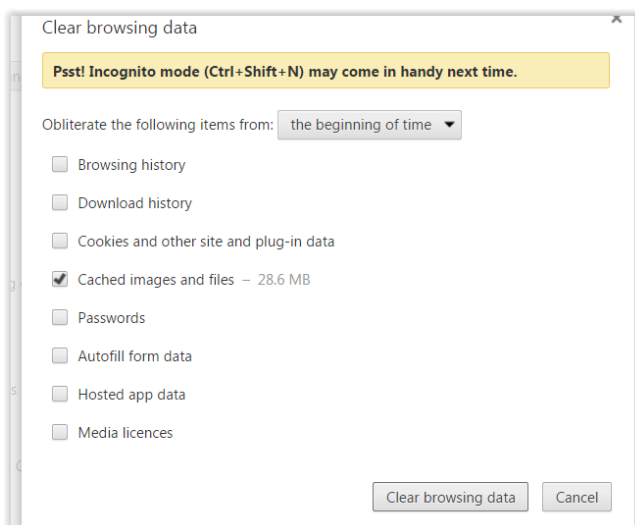 Clear browsing data
Psst! Incognito mode (Ctrl+Shift+N) may come in handy next time.
Obliterate the following items from: the beginning of time
Browsing history
Download history
Cookies and other site and plug-in data
Cached images and files – 28.6 MB
Passwords
Autofill form data
Hosted app data
Media licences
Clear browsing data Cancel